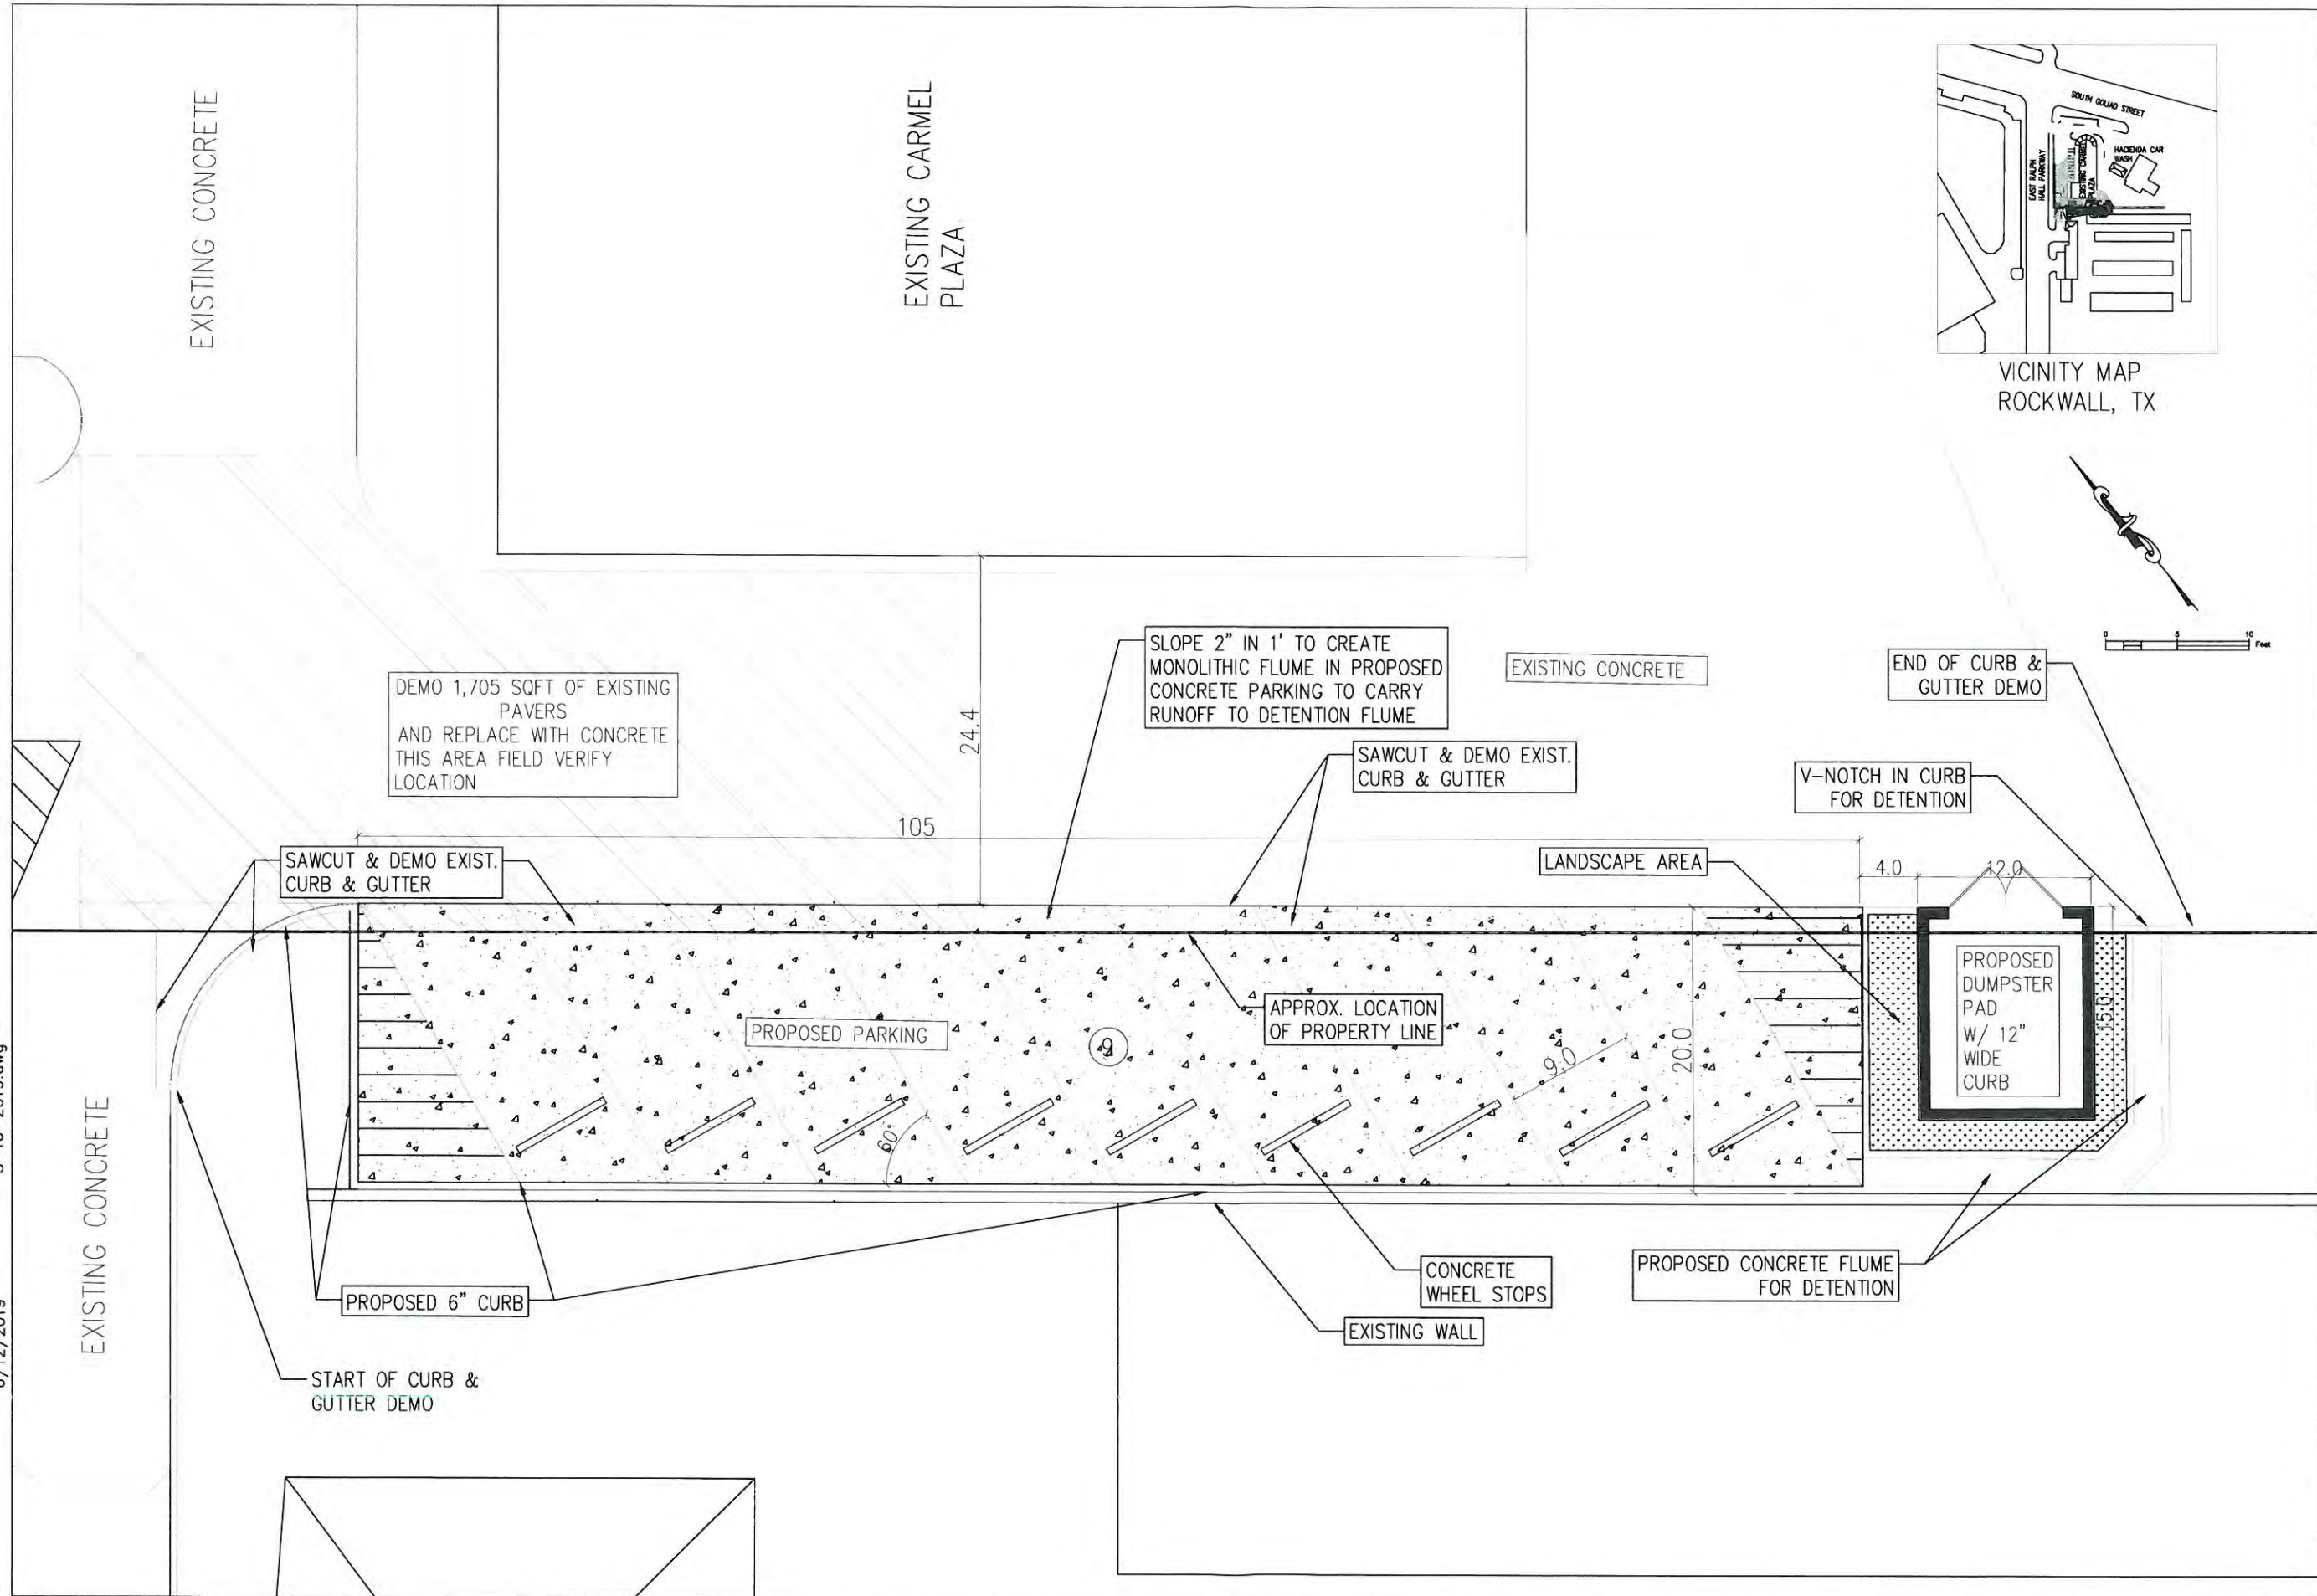 EXISTING CONCRETE
EXISTING CARMEL
PLAZA
SOUTH GOLIAD STREET
HACIENDA CAR
WASH
EAST RALPH
HALL PARKWAY
EXISTING CARMEL
PLAZA
VICINITY MAP
ROCKWALL, TX
0 5 10 Feet
DEMO 1,705 SQFT OF EXISTING
PAVERS
AND REPLACE WITH CONCRETE
THIS AREA FIELD VERIFY
LOCATION
24.4
SLOPE 2" IN 1' TO CREATE
MONOLITHIC FLUME IN PROPOSED
CONCRETE PARKING TO CARRY
RUNOFF TO DETENTION FLUME
EXISTING CONCRETE
END OF CURB &
GUTTER DEMO
SAWCUT & DEMO EXIST.
CURB & GUTTER
V-NOTCH IN CURB
FOR DETENTION
105
SAWCUT & DEMO EXIST.
CURB & GUTTER
LANDSCAPE AREA
4.0
12.0
PROPOSED
DUMPSTER
PAD
W/ 12"
WIDE
CURB
15.0
APPROX. LOCATION
OF PROPERTY LINE
PROPOSED PARKING
9
9.0
20.0
60°
EXISTING CONCRETE
PROPOSED 6" CURB
CONCRETE
WHEEL STOPS
PROPOSED CONCRETE FLUME
FOR DETENTION
EXISTING WALL
START OF CURB &
GUTTER DEMO